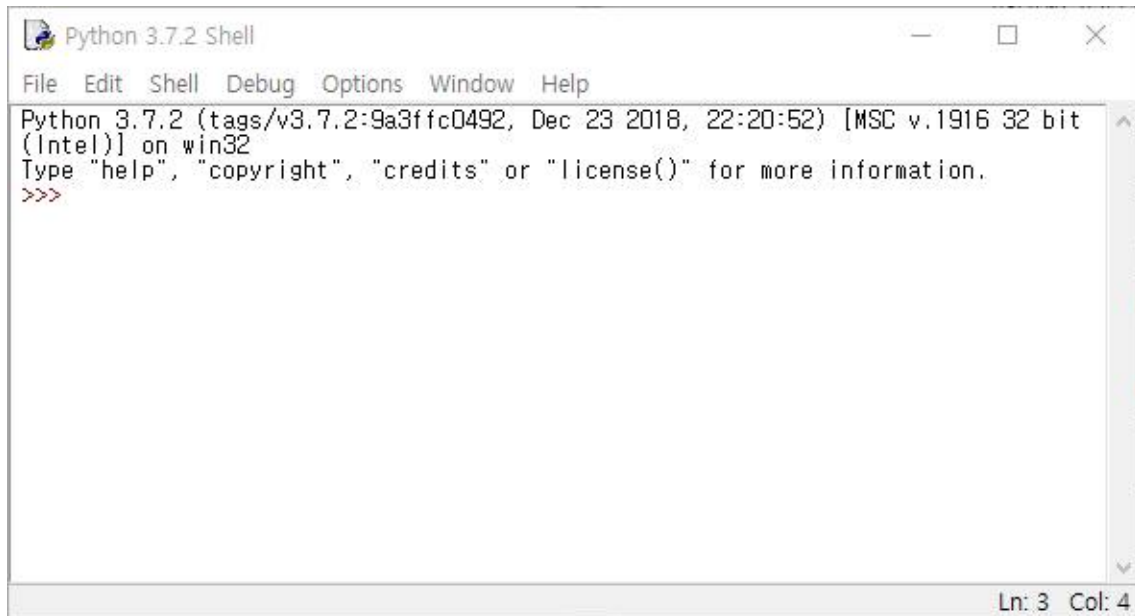 Python 3.7.2 Shell
File Edit Shell Debug Options Window Help
Python 3.7.2 (tags/v3.7.2:9a3ffc0492, Dec 23 2018, 22:20:52) [MSC v.1916 32 bit
(Intel)] on win32
Type "help", "copyright", "credits" or "license()" for more information.
>>>
Ln: 3 Col: 4